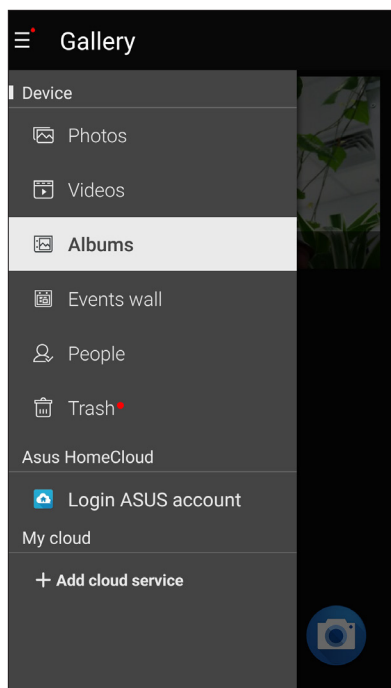 Gallery
Device
Photos
Videos
Albums
Events wall
People
Trash
Asus HomeCloud
Login ASUS account
My cloud
+ Add cloud service